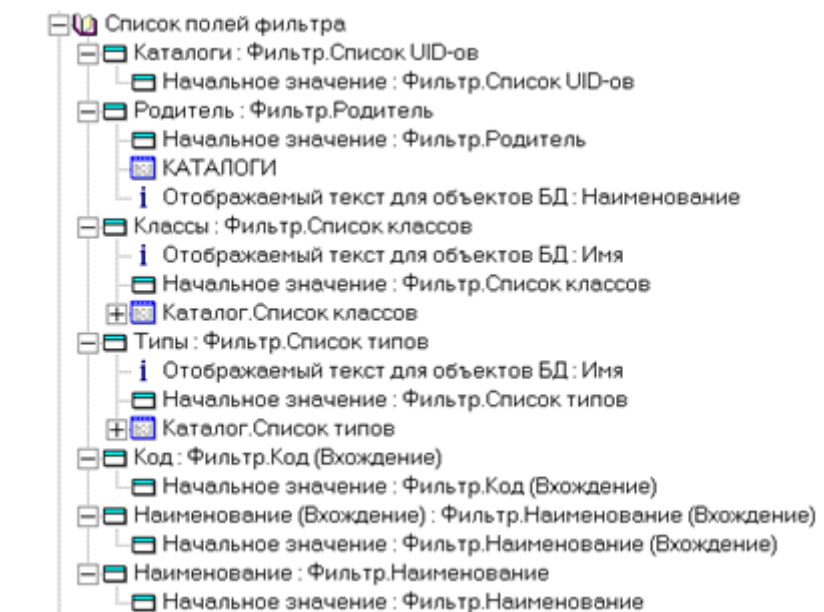 Список полей фильтра
Каталоги : Фильтр.Список UID-ов
Начальное значение : Фильтр.Список UID-ов
Родитель : Фильтр.Родитель
Начальное значение : Фильтр.Родитель
КАТАЛОГИ
Отображаемый текст для объектов БД : Наименование
Классы : Фильтр.Список классов
Отображаемый текст для объектов БД : Имя
Начальное значение : Фильтр.Список классов
Каталог.Список классов
Типы : Фильтр.Список типов
Отображаемый текст для объектов БД : Имя
Начальное значение : Фильтр.Список типов
Каталог.Список типов
Код : Фильтр.Код (Вхождение)
Начальное значение : Фильтр.Код (Вхождение)
Наименование (Вхождение) : Фильтр.Наименование (Вхождение)
Начальное значение : Фильтр.Наименование (Вхождение)
Наименование : Фильтр.Наименование
Начальное значение : Фильтр.Наименование